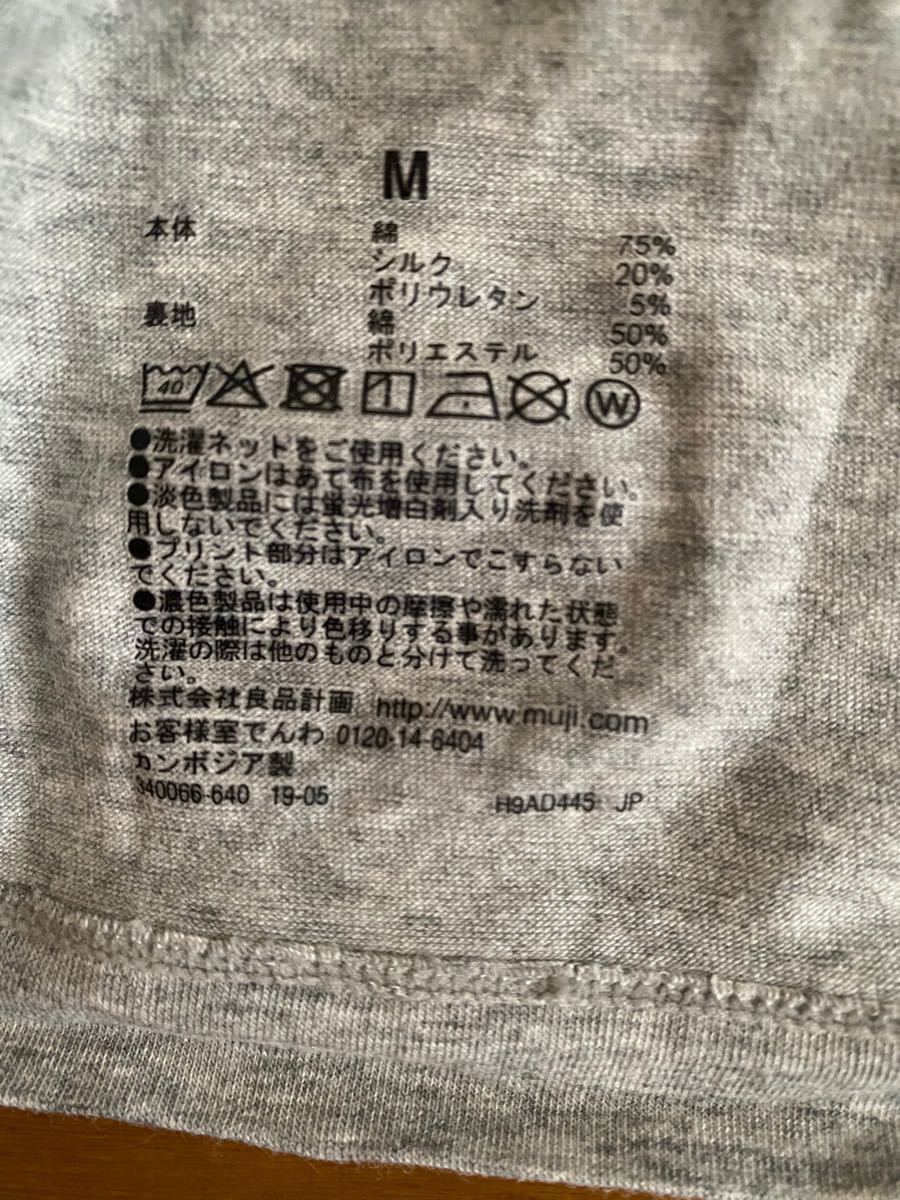 M
本体 綿 75%
シルク 20%
ポリウレタン 5%
裏地 綿 50%
ポリエステル 50%
40 W
●洗濯ネットをご使用ください。
●アイロンはあて布を使用してください。
●淡色製品には蛍光増白剤入り洗剤を使
用しないでください。
●プリント部分はアイロンでこすらない
でください。
●濃色製品は使用中の摩擦や濡れた状態
での接触により色移りする事があります。
洗濯の際は他のものと分けて洗ってくだ
さい。
株式会社良品計画 http://www.muji.com
お客様室でんわ 0120-14-6404
カンボジア製
340066-640 19-05 H9AD445 JP